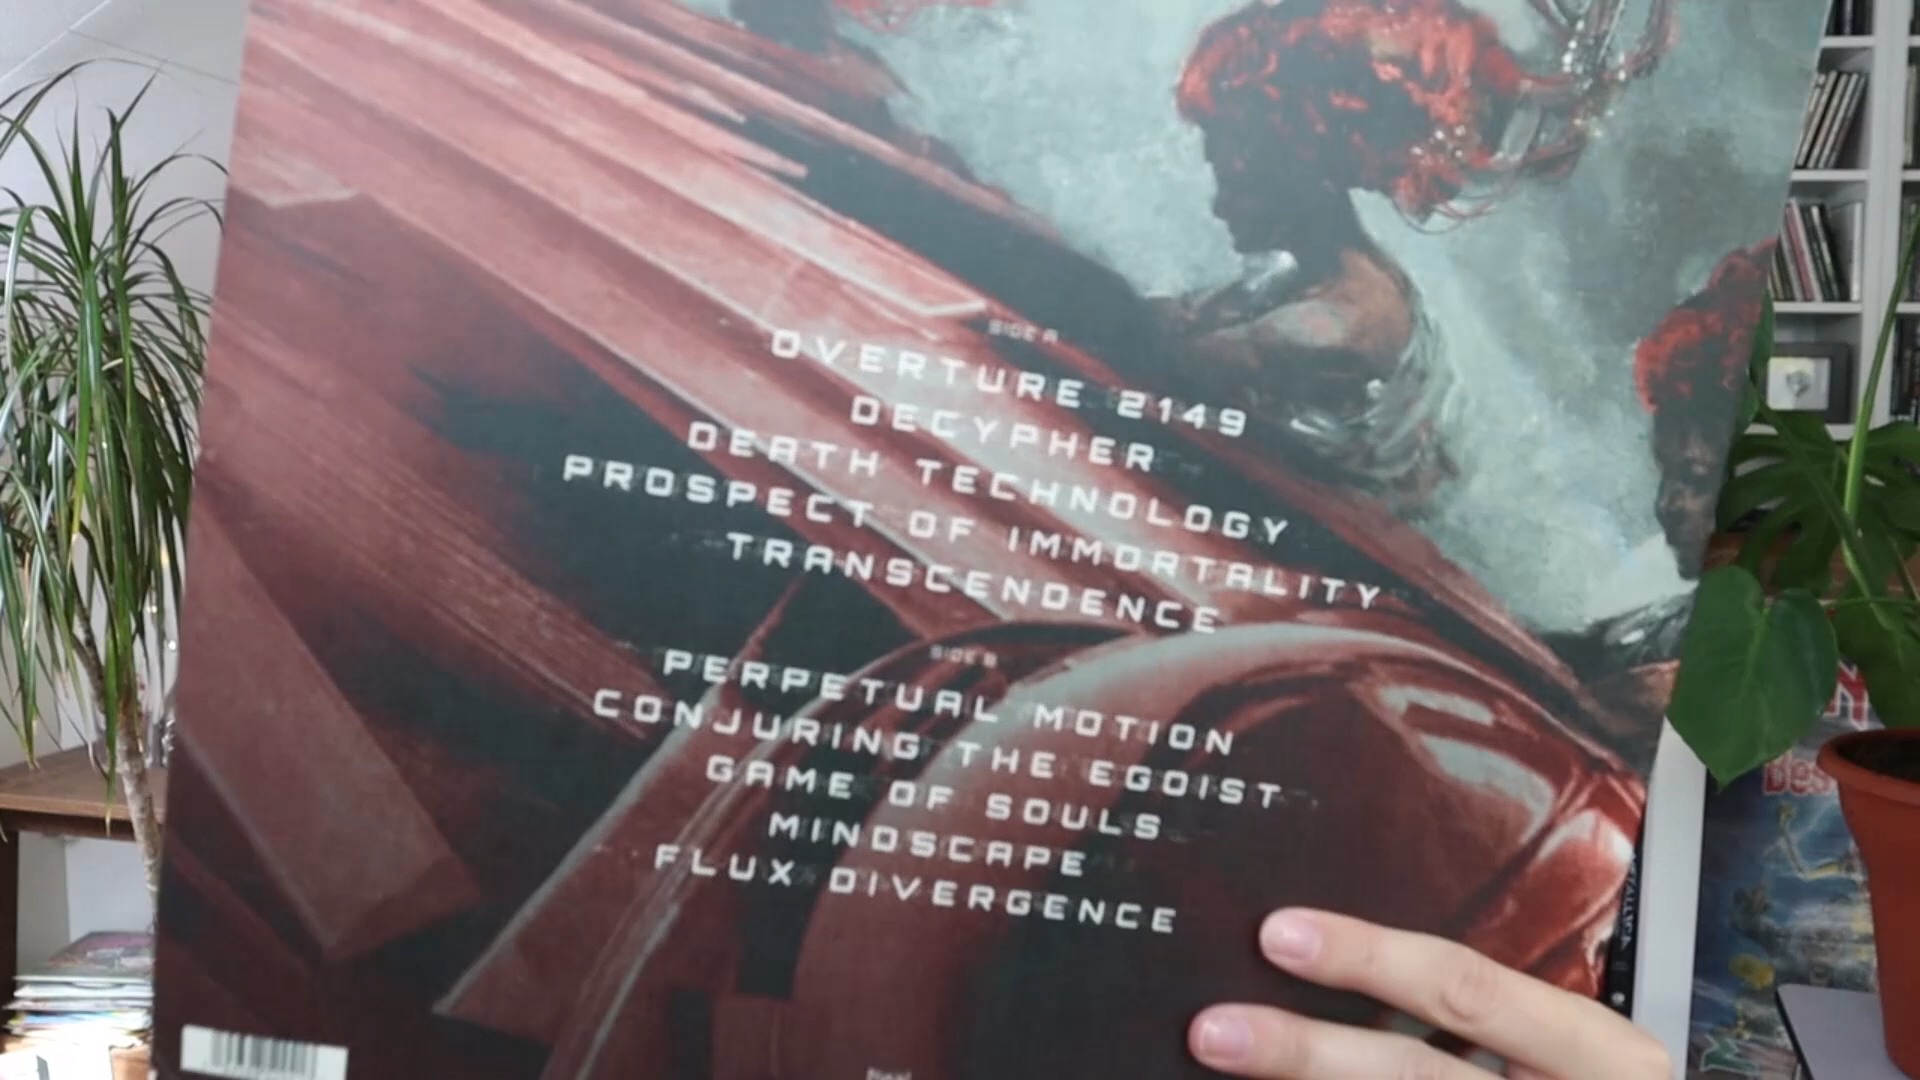 SIDE A
OVERTURE 2149
DECYPHER
DEATH TECHNOLOGY
PROSPECT OF IMMORTALITY
TRANSCENDENCE
SIDE B
PERPETUAL MOTION
CONJURING THE EGOIST
GAME OF SOULS
MINDSCAPE
FLUX DIVERGENCE